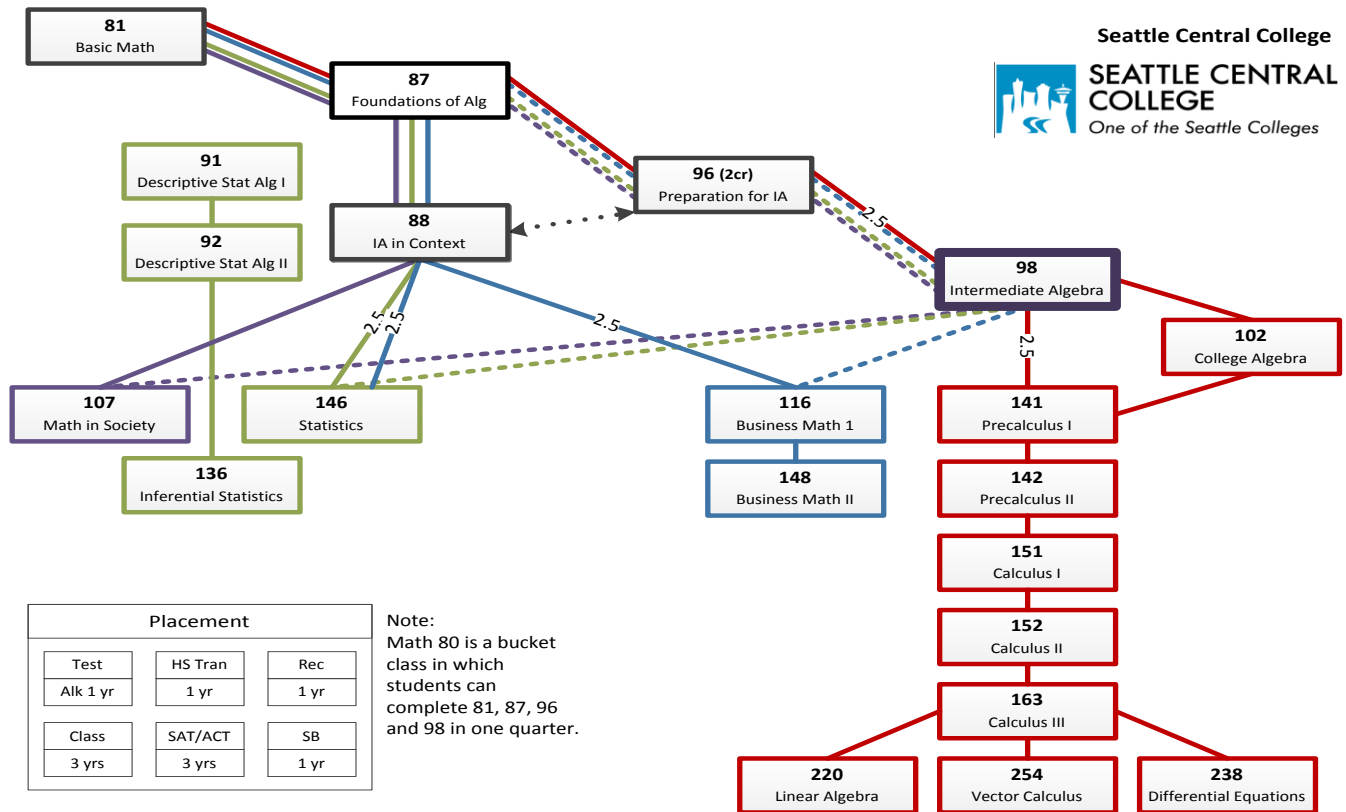 81
Basic Math
Seattle Central College
SEATTLE CENTRAL
COLLEGE
One of the Seattle Colleges
87
Foundations of Alg
91
Descriptive Stat Alg I
96 (2cr)
Preparation for IA
2.5
88
IA in Context
92
Descriptive Stat Alg II
98
Intermediate Algebra
2.5
2.5
2.5
2.5
102
College Algebra
107
Math in Society
146
Statistics
116
Business Math 1
141
Precalculus I
136
Inferential Statistics
148
Business Math II
142
Precalculus II
151
Calculus I
152
Calculus II
163
Calculus III
220
Linear Algebra
254
Vector Calculus
238
Differential Equations
Placement
Test
Alk 1 yr
HS Tran
1 yr
Rec
1 yr
Class
3 yrs
SAT/ACT
3 yrs
SB
1 yr
Note:
Math 80 is a bucket
class in which
students can
complete 81, 87, 96
and 98 in one quarter.